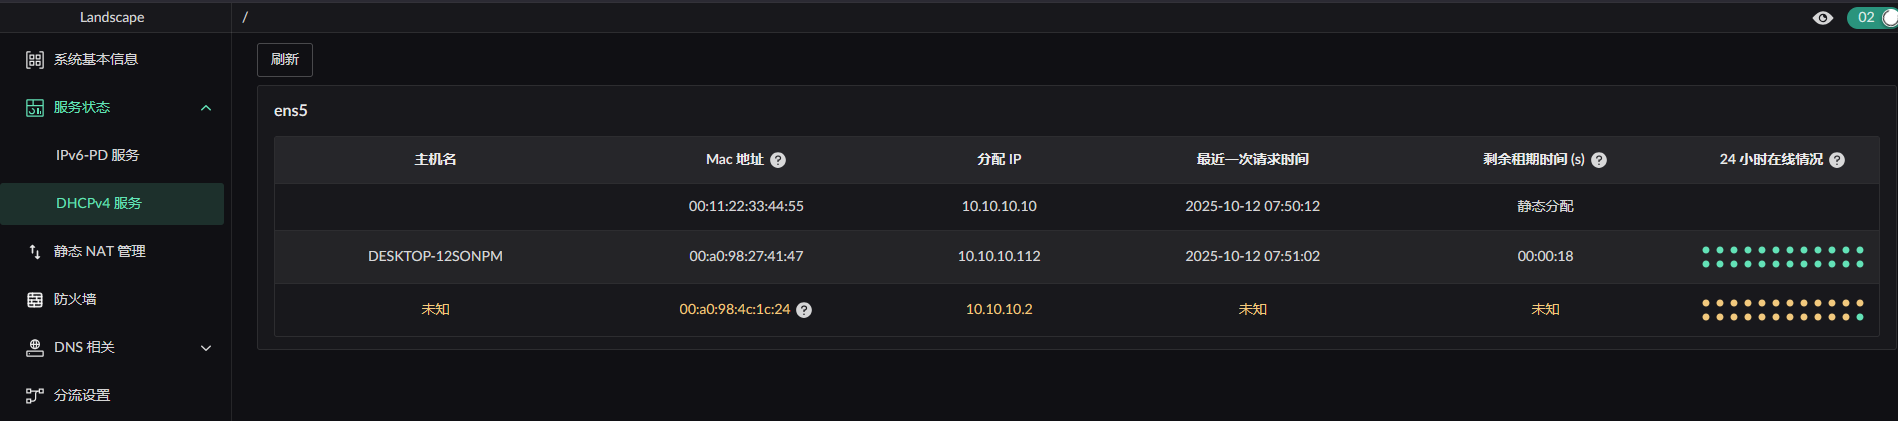 Landscape
/
02
系统基本信息
刷新
服务状态
ens5
IPv6-PD 服务
主机名 Mac 地址 ? 分配 IP 最近一次请求时间 剩余租期时间 (s) ? 24 小时在线情况 ?
DHCPv4 服务
00:11:22:33:44:55 10.10.10.10 2025-10-12 07:50:12 静态分配
静态 NAT 管理
DESKTOP-12SONPM 00:a0:98:27:41:47 10.10.10.112 2025-10-12 07:51:02 00:00:18
防火墙
未知 00:a0:98:4c:1c:24 ? 10.10.10.2 未知 未知
DNS 相关
分流设置